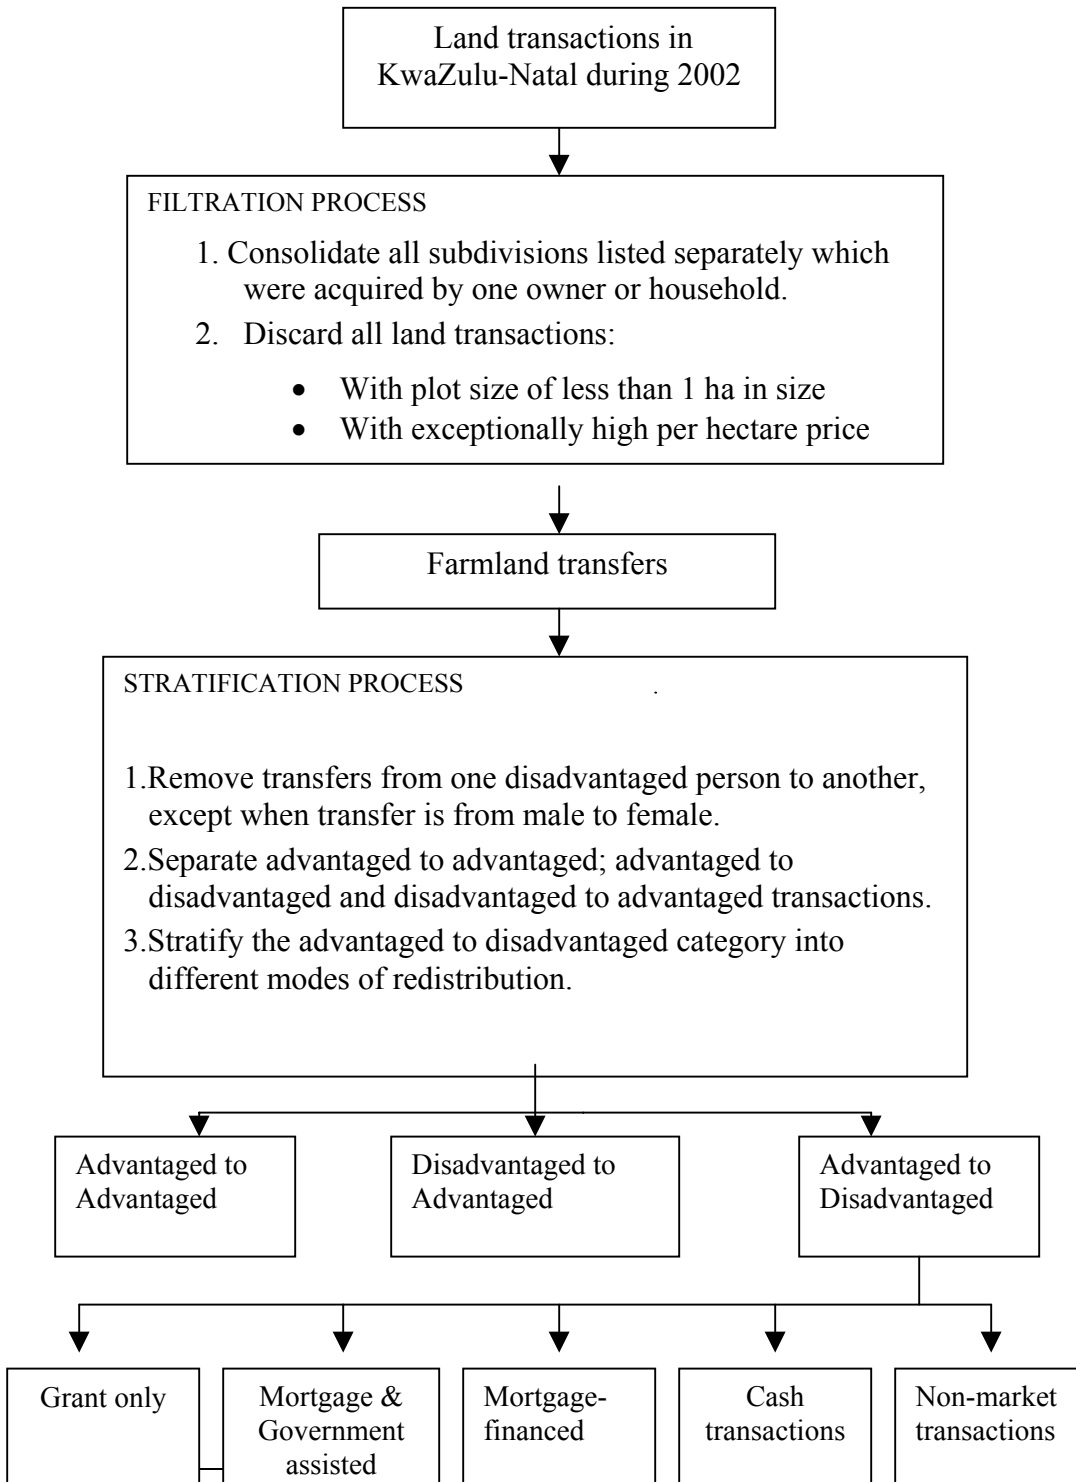 Land transactions in
KwaZulu-Natal during 2002
FILTRATION PROCESS
1. Consolidate all subdivisions listed separately which
were acquired by one owner or household.
2. Discard all land transactions:
• With plot size of less than 1 ha in size
• With exceptionally high per hectare price
Farmland transfers
STRATIFICATION PROCESS .
1.Remove transfers from one disadvantaged person to another,
except when transfer is from male to female.
2.Separate advantaged to advantaged; advantaged to
disadvantaged and disadvantaged to advantaged transactions.
3.Stratify the advantaged to disadvantaged category into
different modes of redistribution.
Advantaged to
Advantaged
Disadvantaged to
Advantaged
Advantaged to
Disadvantaged
Grant only
Mortgage &
Government
assisted
Mortgage-
financed
Cash
transactions
Non-market
transactions